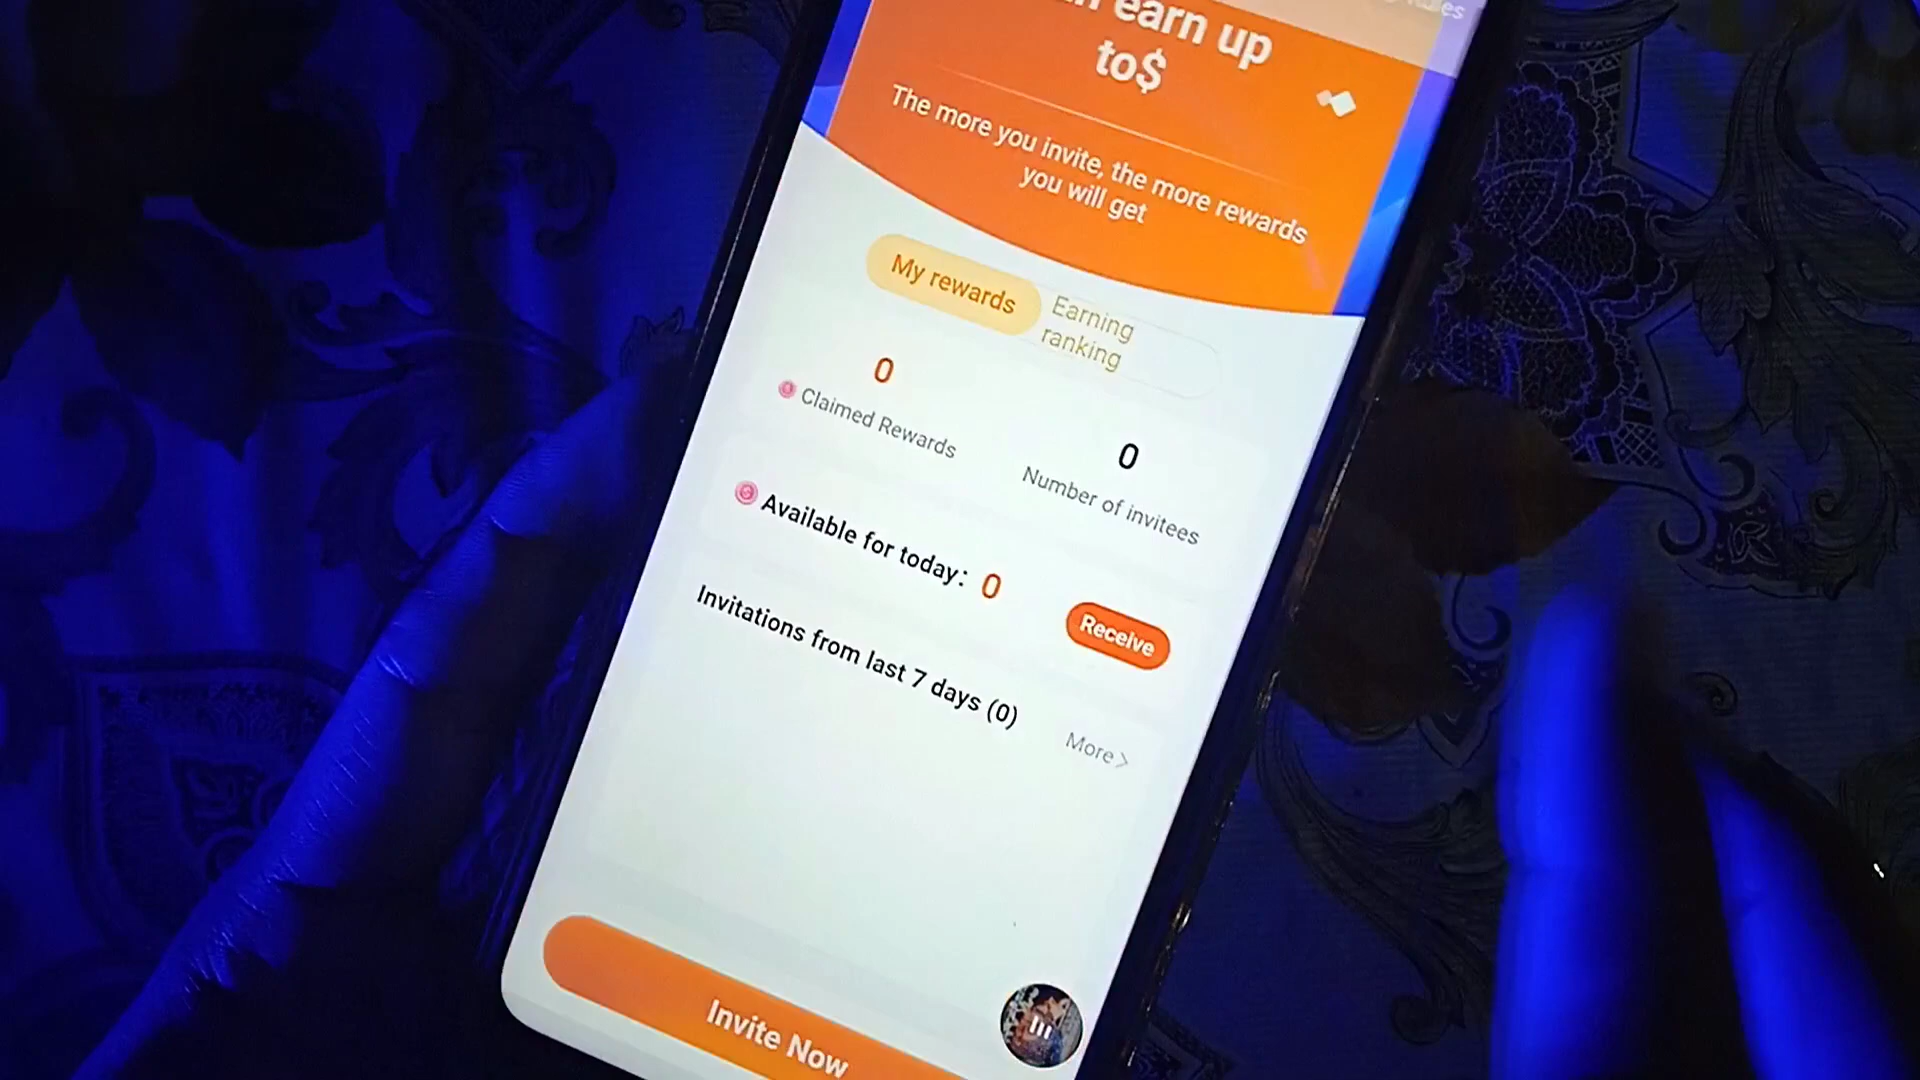 earn up
to$
The more you invite, the more rewards
you will get
My rewards
Earning
ranking
0
Claimed Rewards
0
Number of invitees
Available for today: 0
Receive
Invitations from last 7 days (0)
More >
Invite Now